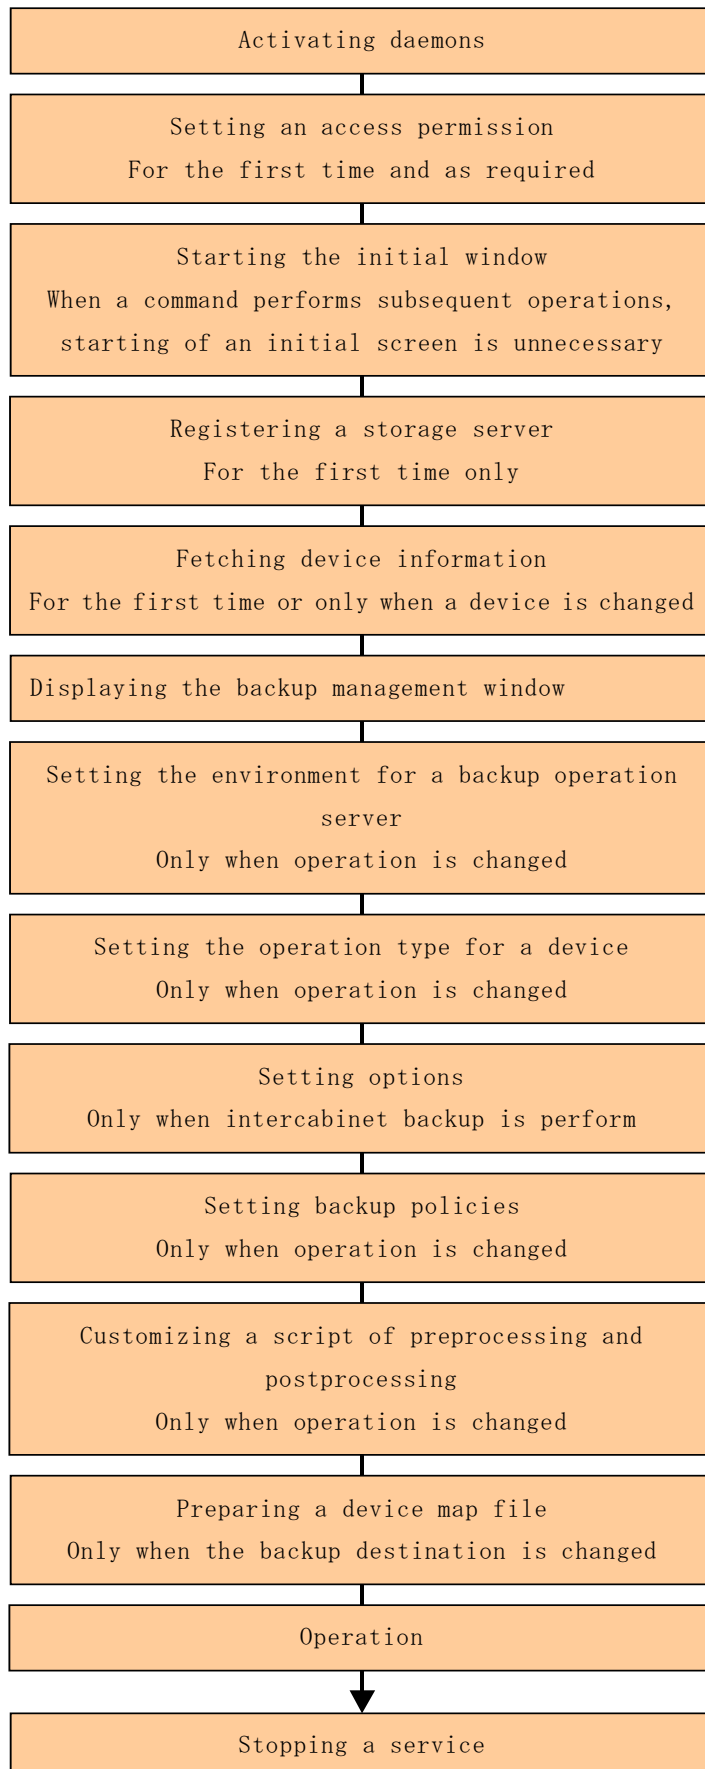 Activating daemons
Setting an access permission
For the first time and as required
Starting the initial window
When a command performs subsequent operations,
starting of an initial screen is unnecessary
Registering a storage server
For the first time only
Fetching device information
For the first time or only when a device is changed
Displaying the backup management window
Setting the environment for a backup operation
server
Only when operation is changed
Setting the operation type for a device
Only when operation is changed
Setting options
Only when intercabinet backup is perform
Setting backup policies
Only when operation is changed
Customizing a script of preprocessing and
postprocessing
Only when operation is changed
Preparing a device map file
Only when the backup destination is changed
Operation
Stopping a service